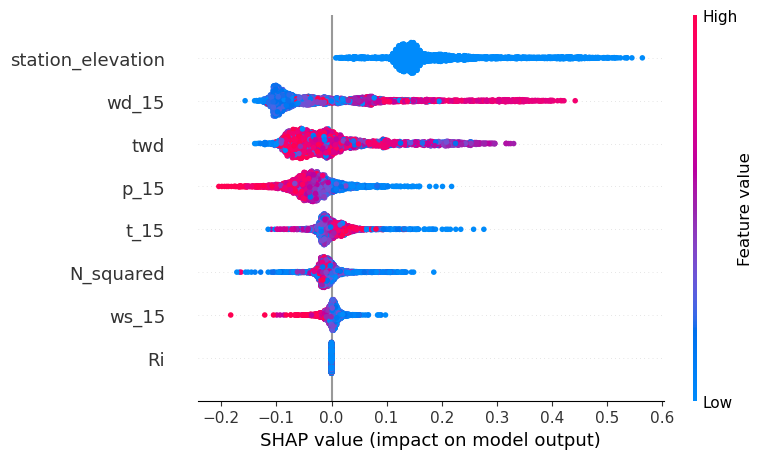 High
station_elevation
wd_15
twd
p_15
t_15
N_squared
ws_15
Ri
Feature value
Low
−0.2 −0.1 0.0 0.1 0.2 0.3 0.4 0.5 0.6
SHAP value (impact on model output)